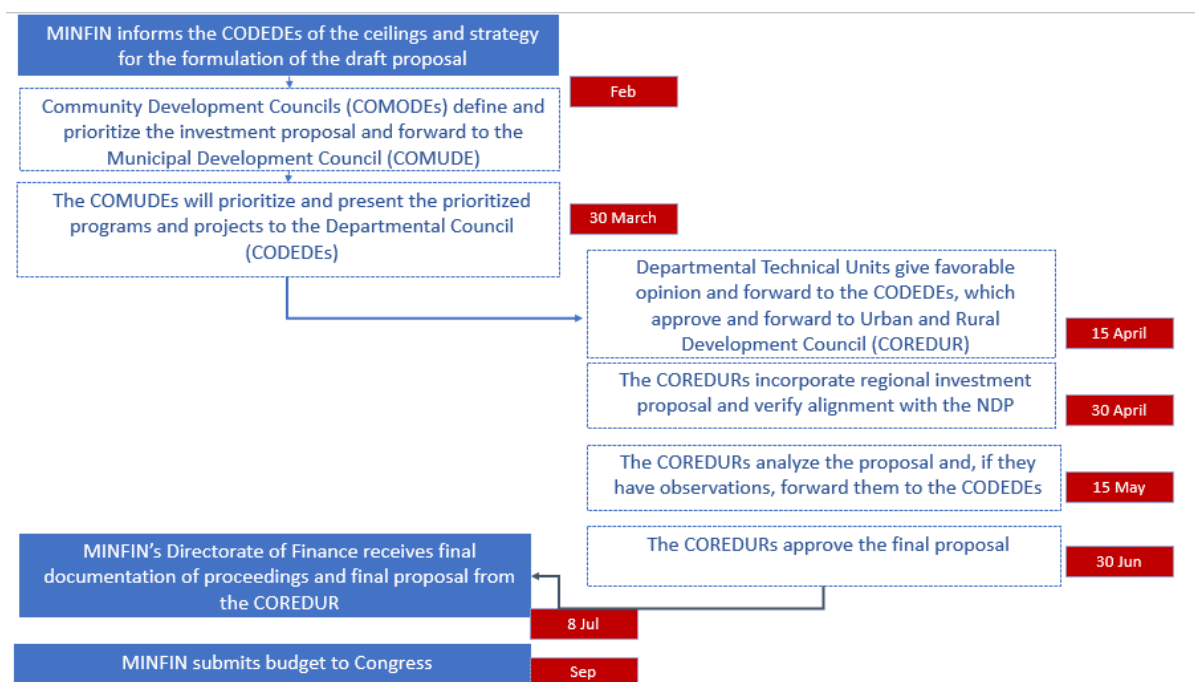 MINFIN informs the CODEDEs of the ceilings and strategy
for the formulation of the draft proposal
Feb
Community Development Councils (COMODEs) define and
prioritize the investment proposal and forward to the
Municipal Development Council (COMUDE)
The COMUDEs will prioritize and present the prioritized
programs and projects to the Departmental Council
(CODEDEs)
30 March
Departmental Technical Units give favorable
opinion and forward to the CODEDEs, which
approve and forward to Urban and Rural
Development Council (COREDUR)
15 April
The COREDURs incorporate regional investment
proposal and verify alignment with the NDP
30 April
The COREDURs analyze the proposal and, if they
have observations, forward them to the CODEDEs
15 May
The COREDURs approve the final proposal
30 Jun
MINFIN's Directorate of Finance receives final
documentation of proceedings and final proposal from
the COREDUR
8 Jul
MINFIN submits budget to Congress
Sep